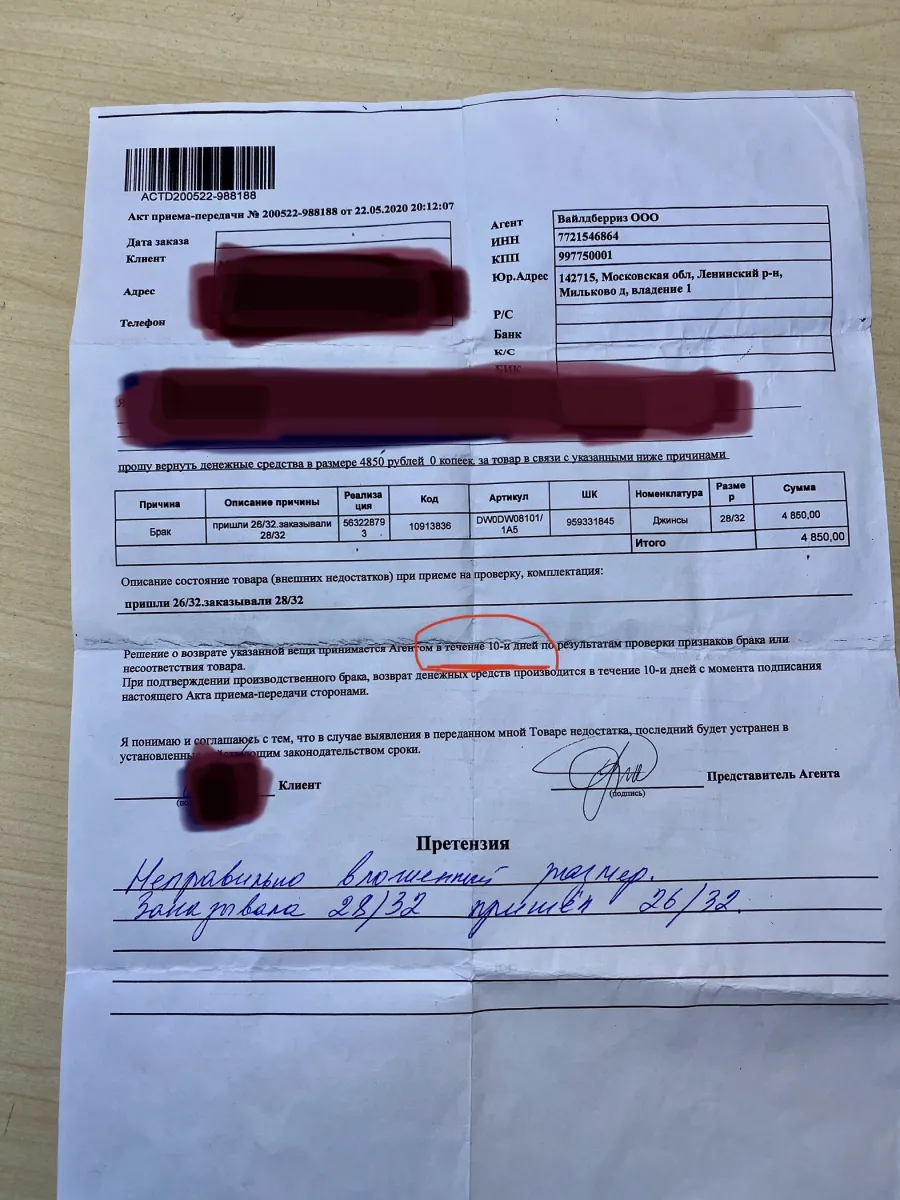 ACTD200522-988188
Акт приема-передачи № 200522-988188 от 22.05.2020 20:12:07
Дата заказа
Клиент
Адрес
Телефон
Агент Вайлдберриз ООО
ИНН 7721546864
КПП 997750001
Юр.Адрес 142715, Московская обл, Ленинский р-н,
Мильково д, владение 1
Р/С
Банк
К/С
БИК
Я
прошу вернуть денежные средства в размере 4850 рублей 0 копеек. за товар в связи с указанными ниже причинами
Причина Описание причины Реализация Код Артикул ШК Номенклатура Размер Сумма
Брак пришли 26/32.заказывали 28/32 563228793 10913836 DW0DW08101/1A5 959331845 Джинсы 28/32 4 850,00
Итого 4 850,00
Описание состояние товара (внешних недостатков) при приеме на проверку, комплектация:
пришли 26/32.заказывали 28/32
Решение о возврате указанной вещи принимается Агентом в течение 10-и дней по результатам проверки признаков брака или
несоответствия товара.
При подтверждении производственного брака, возврат денежных средств производится в течение 10-и дней с момента подписания
настоящего Акта приема-передачи сторонами.
Я понимаю и соглашаюсь с тем, что в случае выявления в переданном мной Товаре недостатка, последний будет устранен в
установленные законодательством сроки.
Клиент
Представитель Агента
(подпись)
Претензия
Неправильно вложенный размер.
Заказывала 28/32 пришёл 26/32.